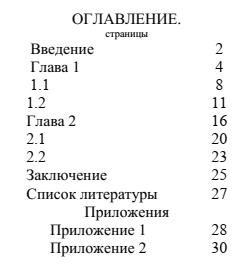 ОГЛАВЛЕНИЕ.
страницы
Введение 2
Глава 1 4
1.1 8
1.2 11
Глава 2 16
2.1 20
2.2 23
Заключение 25
Список литературы 27
Приложения
Приложение 1 28
Приложение 2 30